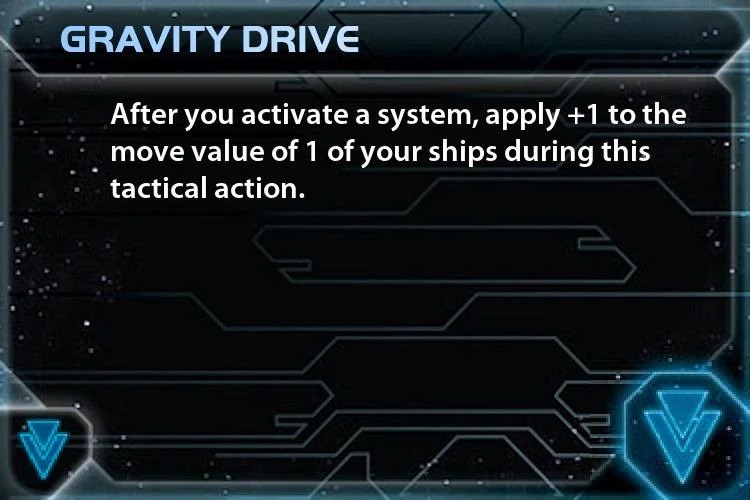 GRAVITY DRIVE
After you activate a system, apply +1 to the
move value of 1 of your ships during this
tactical action.